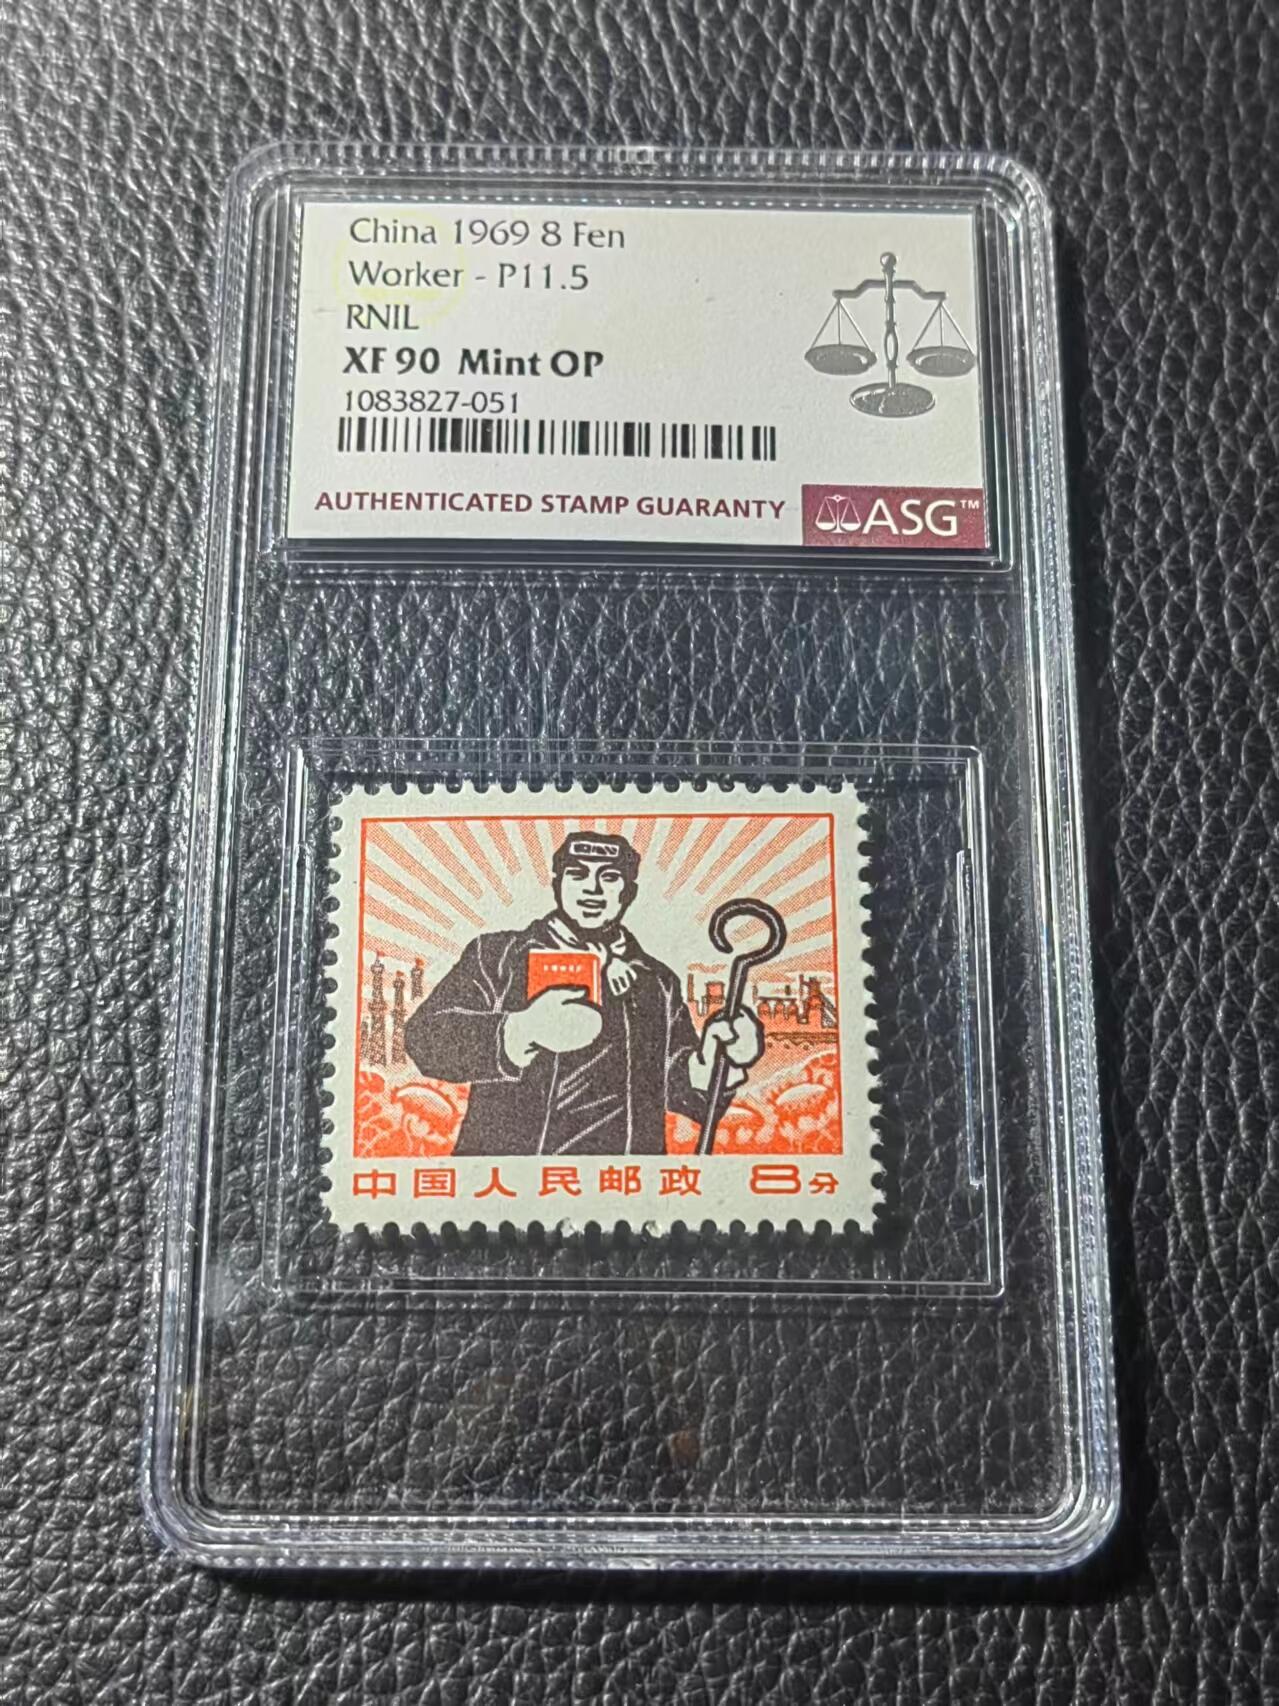 China 1969 8 Fen
Worker - P11.5
RNIL
XF 90 Mint OP
1083827-051
AUTHENTICATED STAMP GUARANTY
ASG™
中国人民邮政 8分